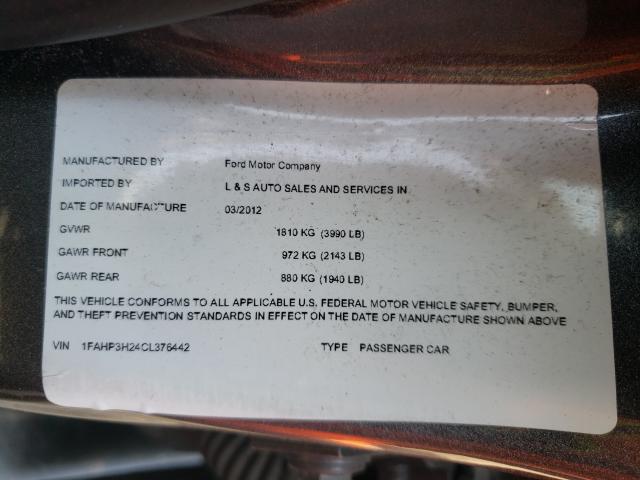 MANUFACTURED BY Ford Motor Company
IMPORTED BY L & S AUTO SALES AND SERVICES IN
DATE OF MANUFACTURE 03/2012
GVWR 1810 KG (3990 LB)
GAWR FRONT 972 KG (2143 LB)
GAWR REAR 880 KG (1940 LB)
THIS VEHICLE CONFORMS TO ALL APPLICABLE U.S. FEDERAL MOTOR VEHICLE SAFETY, BUMPER,
AND THEFT PREVENTION STANDARDS IN EFFECT ON THE DATE OF MANUFACTURE SHOWN ABOVE
VIN 1FAHP3H24CL376442 TYPE PASSENGER CAR